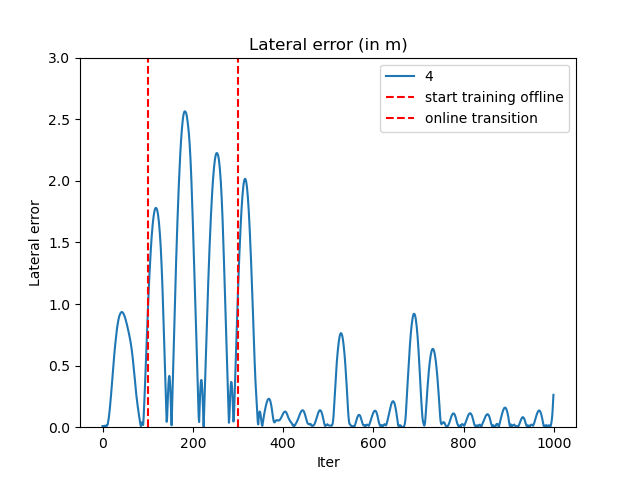 Lateral error (in m)
4
start training offline
online transition
Lateral error
3.0
2.5
2.0
1.5
1.0
0.5
0.0
0 200 400 600 800 1000
Iter